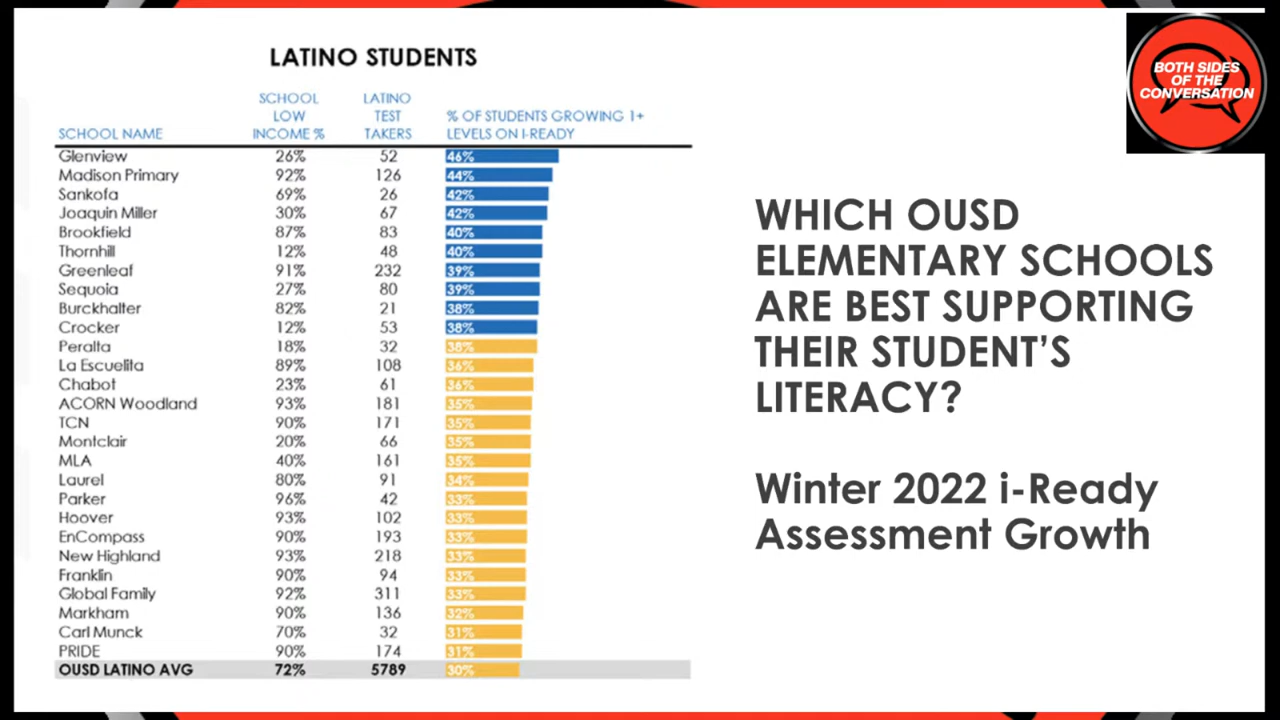 LATINO STUDENTS
SCHOOL NAME SCHOOL LOW INCOME % LATINO TEST TAKERS % OF STUDENTS GROWING 1+ LEVELS ON I-READY
Glenview 26% 52 46%
Madison Primary 92% 126 44%
Sankofa 69% 26 42%
Joaquin Miller 30% 67 42%
Brookfield 87% 83 40%
Thornhill 12% 48 40%
Greenleaf 91% 232 39%
Sequoia 27% 80 39%
Burckhalter 82% 21 38%
Crocker 12% 53 38%
Peralta 18% 32 38%
La Escuelita 89% 108 36%
Chabot 23% 61 36%
ACORN Woodland 93% 181 35%
TCN 90% 171 35%
Montclair 20% 66 35%
MLA 40% 161 35%
Laurel 80% 91 34%
Parker 96% 42 33%
Hoover 93% 102 33%
EnCompass 90% 193 33%
New Highland 93% 218 33%
Franklin 90% 94 33%
Global Family 92% 311 33%
Markham 90% 136 32%
Carl Munck 70% 32 31%
PRIDE 90% 174 31%
OUSD LATINO AVG 72% 5789 30%
BOTH SIDES
OF THE
CONVERSATION
WHICH OUSD
ELEMENTARY SCHOOLS
ARE BEST SUPPORTING
THEIR STUDENT'S
LITERACY?
Winter 2022 i-Ready
Assessment Growth